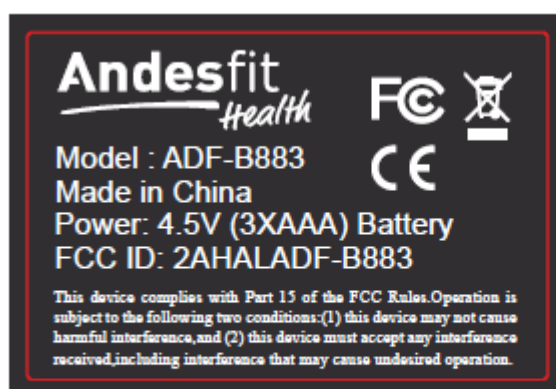 Andesfit
Health
FC
CE
Model : ADF-B883
Made in China
Power: 4.5V (3XAAA) Battery
FCC ID: 2AHALADF-B883
This device complies with Part 15 of the FCC Rules.Operation is
subject to the following two conditions:(1) this device may not cause
harmful interference,and (2) this device must accept any interference
received,including interference that may cause undesired operation.